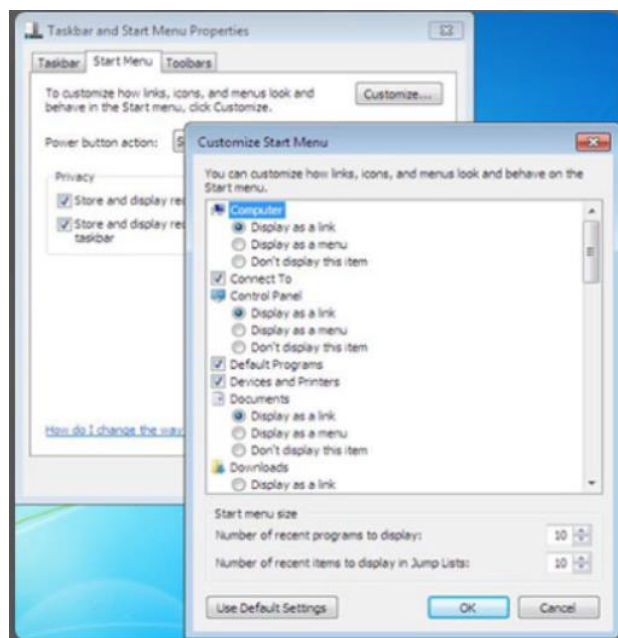 Taskbar and Start Menu Properties
Taskbar Start Menu Toolbars
To customize how links, icons, and menus look and
behave in the Start menu, click Customize.
Customize...
Power button action: S
Privacy
Store and display rec
Store and display rec
taskbar
How do I change the way
Customize Start Menu
You can customize how links, icons, and menus look and behave on the
Start menu.
Computer
Display as a link
Display as a menu
Don't display this item
Connect To
Control Panel
Display as a link
Display as a menu
Don't display this item
Default Programs
Devices and Printers
Documents
Display as a link
Display as a menu
Don't display this item
Downloads
Display as a link
Start menu size
Number of recent programs to display: 10
Number of recent items to display in Jump Lists: 10
Use Default Settings OK Cancel